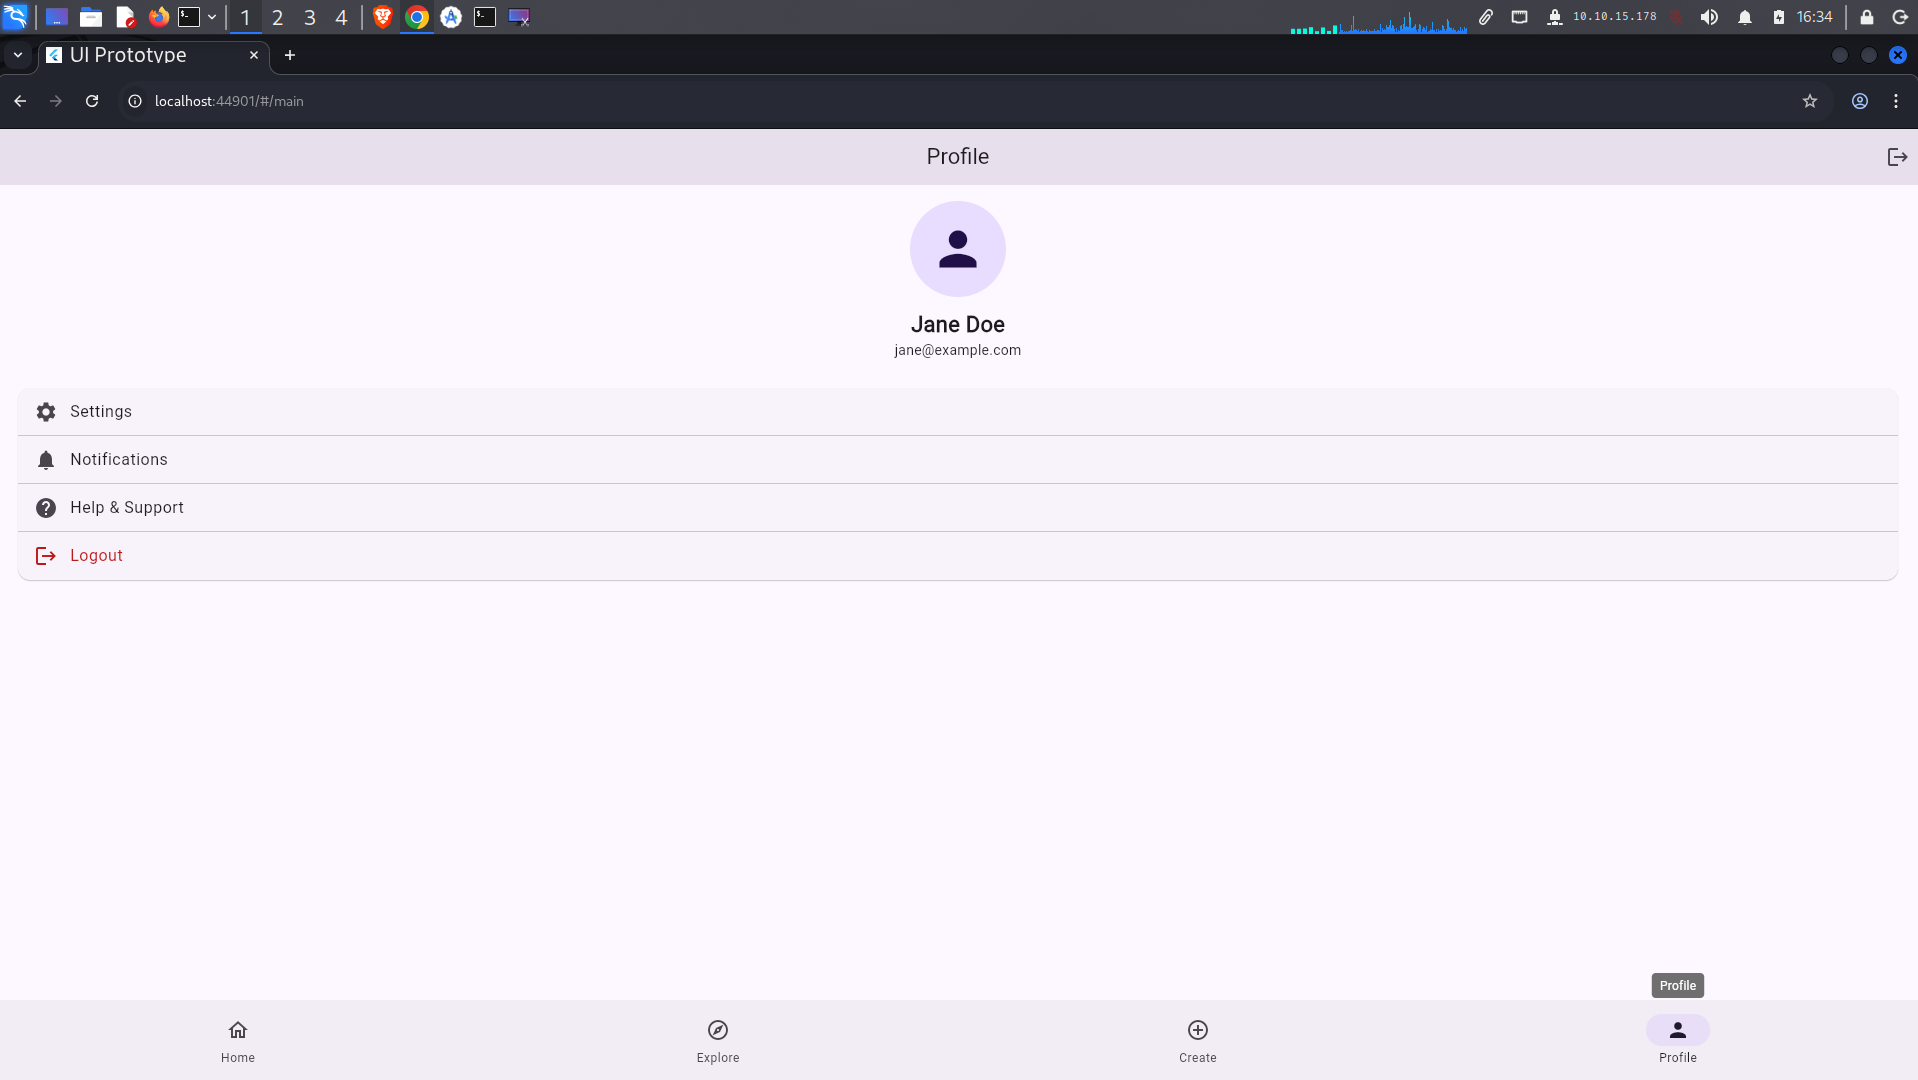 1 2 3 4
10.10.15.178
16:34
UI Prototype
localhost:44901/#/main
Profile
Jane Doe
jane@example.com
Settings
Notifications
Help & Support
Logout
Profile
Home
Explore
Create
Profile